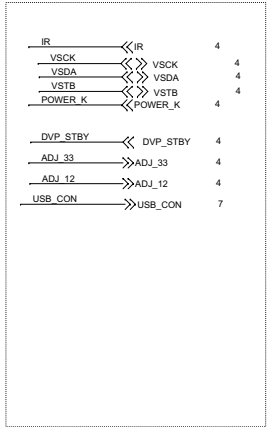 IR IR 4
VSCK VSCK 4
VSDA VSDA 4
VSTB VSTB 4
POWER_K POWER_K 4
DVP_STBY DVP_STBY 4
ADJ_33 ADJ_33 4
ADJ_12 ADJ_12 4
USB_CON USB_CON 7